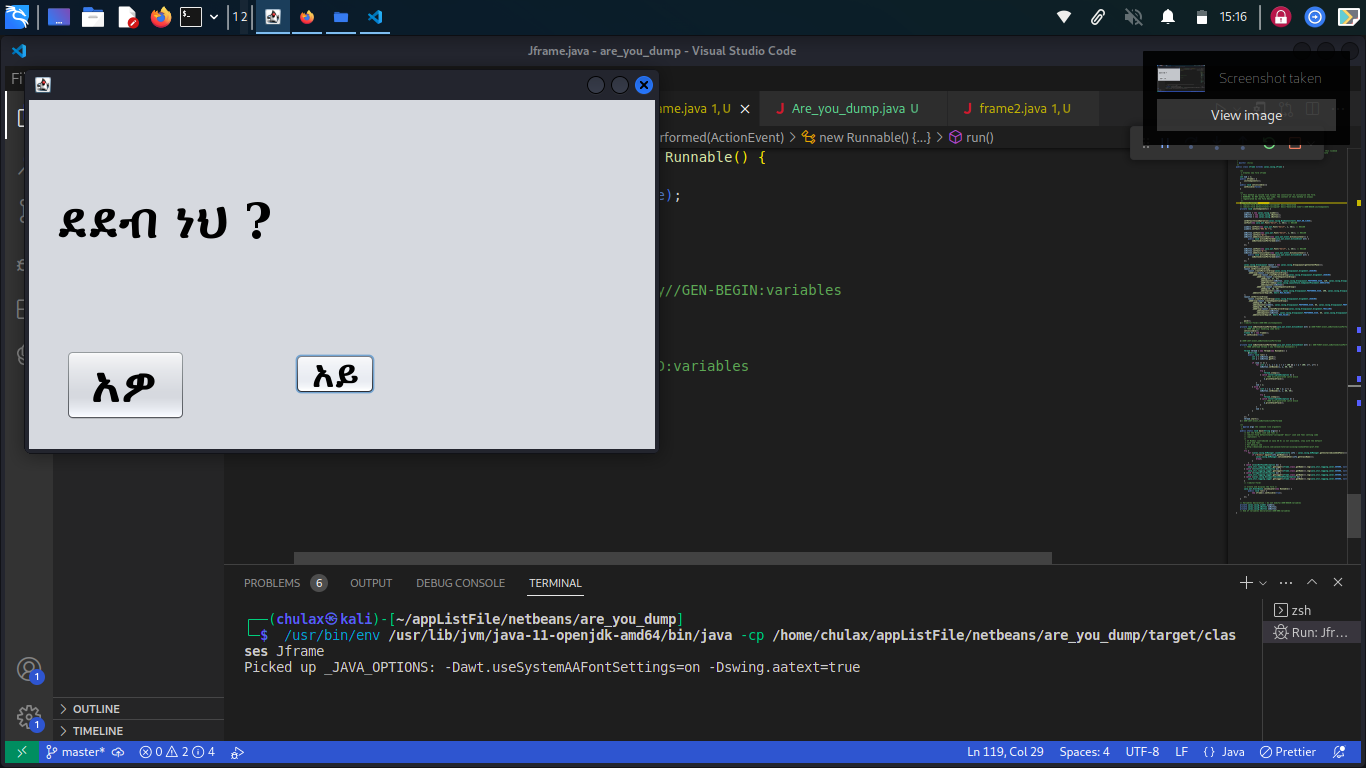 1 2
15:16
Jframe.java - are_you_dump - Visual Studio Code
Screenshot taken
View image
ame.java 1, U
Are_you_dump.java U
frame2.java 1, U
erformed(ActionEvent) > new Runnable() {...} > run()
Runnable() {
e);
ደደብ ነህ ?
y//GEN-BEGIN:variables
D:variables
አዎ
አይ
PROBLEMS 6 OUTPUT DEBUG CONSOLE TERMINAL
┌──(chulax㉿kali)-[~/appListFile/netbeans/are_you_dump]
└─$ /usr/bin/env /usr/lib/jvm/java-11-openjdk-amd64/bin/java -cp /home/chulax/appListFile/netbeans/are_you_dump/target/clas
ses Jframe
Picked up _JAVA_OPTIONS: -Dawt.useSystemAAFontSettings=on -Dswing.aatext=true
zsh
Run: Jfr...
1
1
OUTLINE
TIMELINE
master* 0 2 4 Ln 119, Col 29 Spaces: 4 UTF-8 LF {} Java Prettier